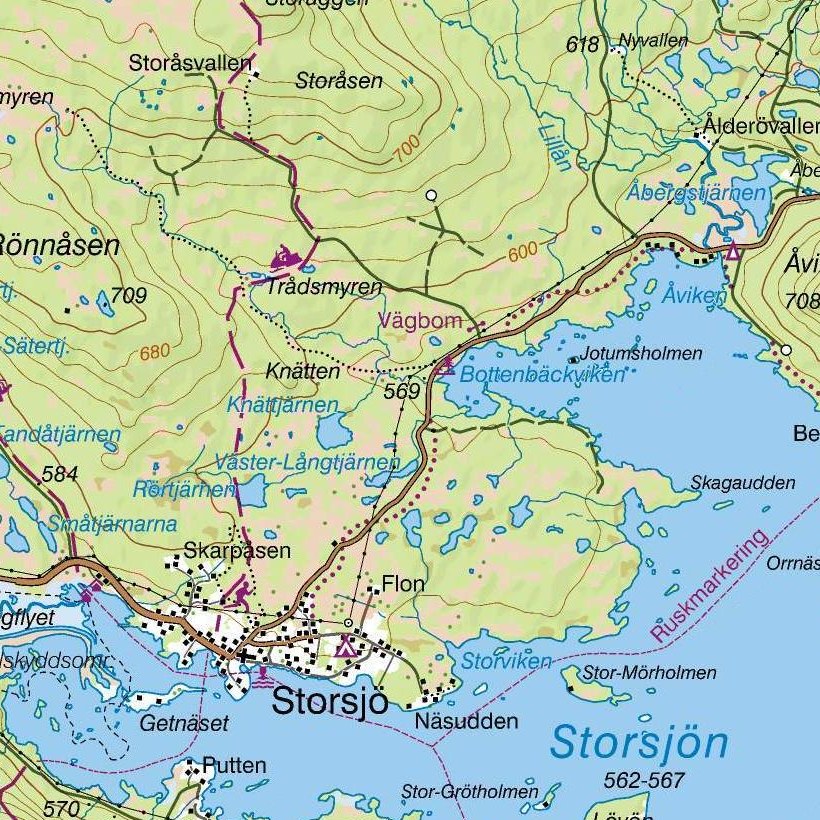 Storåsvallen
618
Nyvallen
Storåsen
Ålderövallen
700
Lillån
Åbergstjärnen
Rönnåsen
600
Trådsmyren
709
Åviken
708
Vägbom
680
Jotumsholmen
Knätten
569
Bottenbäckviken
Knättjärnen
Väster-Långtjärnen
584
Rörtjärnen
Skagaudden
Småtjärnarna
Skarpåsen
Ruskmarkering
Flon
Storviken
Stor-Mörholmen
Storsjö
Getnäset
Näsudden
Storsjön
562-567
Putten
Stor-Grötholmen
570
Lövön